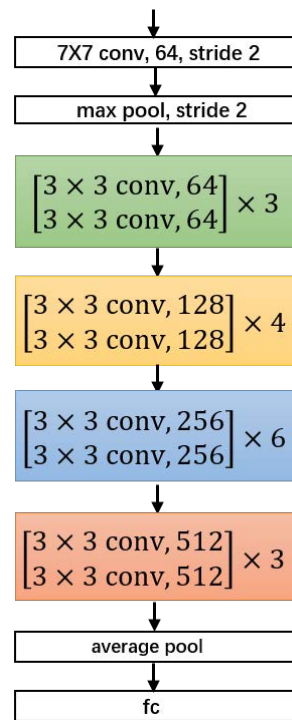 7X7 conv, 64, stride 2
max pool, stride 2
[3 × 3 conv, 64
3 × 3 conv, 64] × 3
[3 × 3 conv, 128
3 × 3 conv, 128] × 4
[3 × 3 conv, 256
3 × 3 conv, 256] × 6
[3 × 3 conv, 512
3 × 3 conv, 512] × 3
average pool
fc